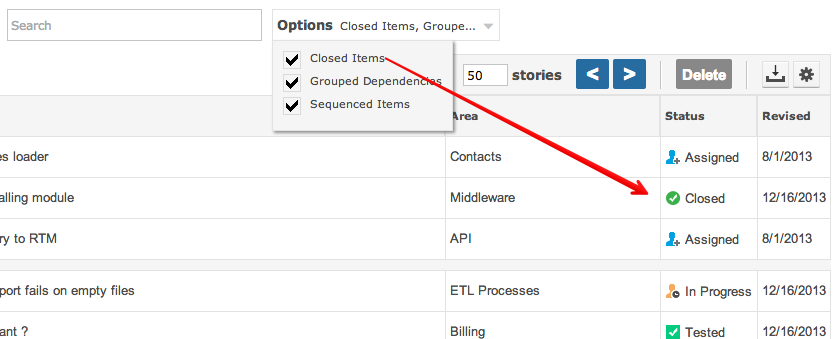 Search
Options Closed Items, Groupe...
Closed Items
Grouped Dependencies
Sequenced Items
50 stories < > Delete
Area Status Revised
es loader Contacts Assigned 8/1/2013
alling module Middleware Closed 12/16/2013
ry to RTM API Assigned 8/1/2013
port fails on empty files ETL Processes In Progress 12/16/2013
ant ? Billing Tested 12/16/2013